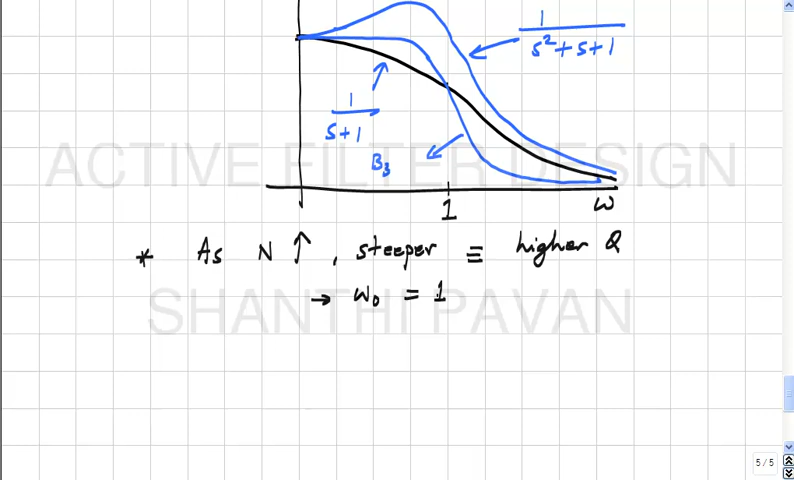 1
s² + s + 1
1
s + 1
B₃
ACTIVE FILTER DESIGN
1
ω
* As N ↑, steeper ≡ higher Q
→ ω₀ = 1
SHANTHI PAVAN
5 / 5